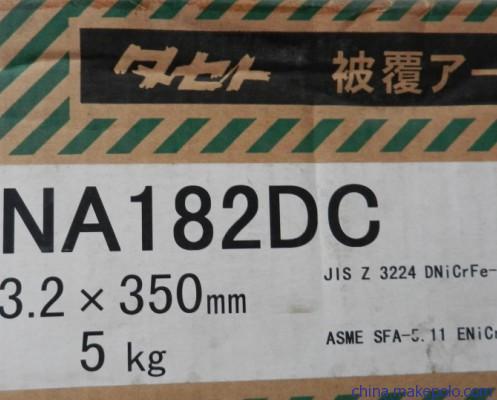 タセト 被覆アー
NA182DC
3.2 × 350mm
5 kg
JIS Z 3224 DNiCrFe-
ASME SFA-5.11 ENiC
china.makepolo.com